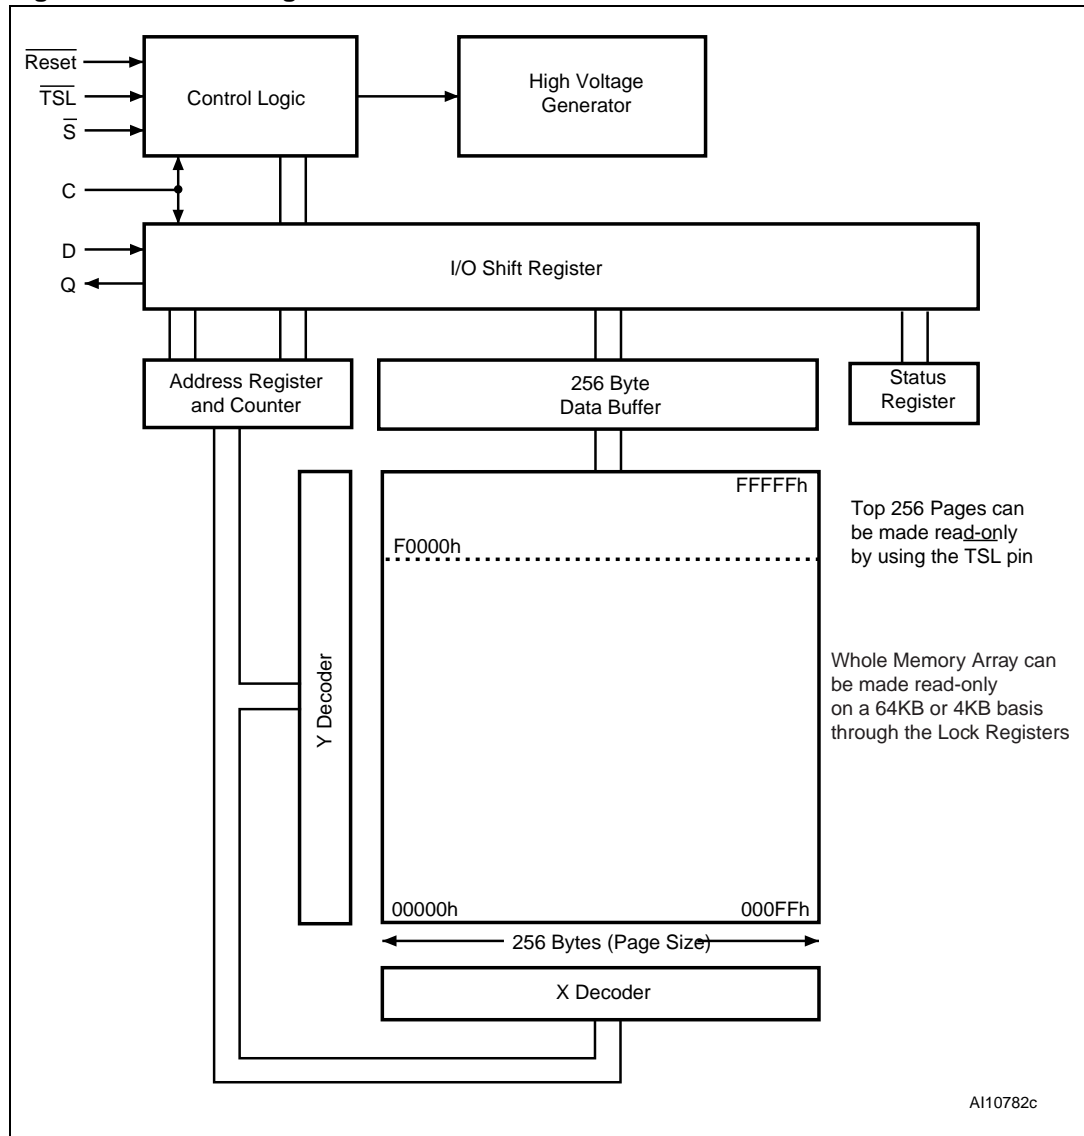 Reset
TSL
S
C
D
Q
Control Logic
High Voltage
Generator
I/O Shift Register
Address Register
and Counter
256 Byte
Data Buffer
Status
Register
Y Decoder
FFFFFh
F0000h
Top 256 Pages can
be made read-only
by using the TSL pin
Whole Memory Array can
be made read-only
on a 64KB or 4KB basis
through the Lock Registers
00000h
000FFh
256 Bytes (Page Size)
X Decoder
AI10782c